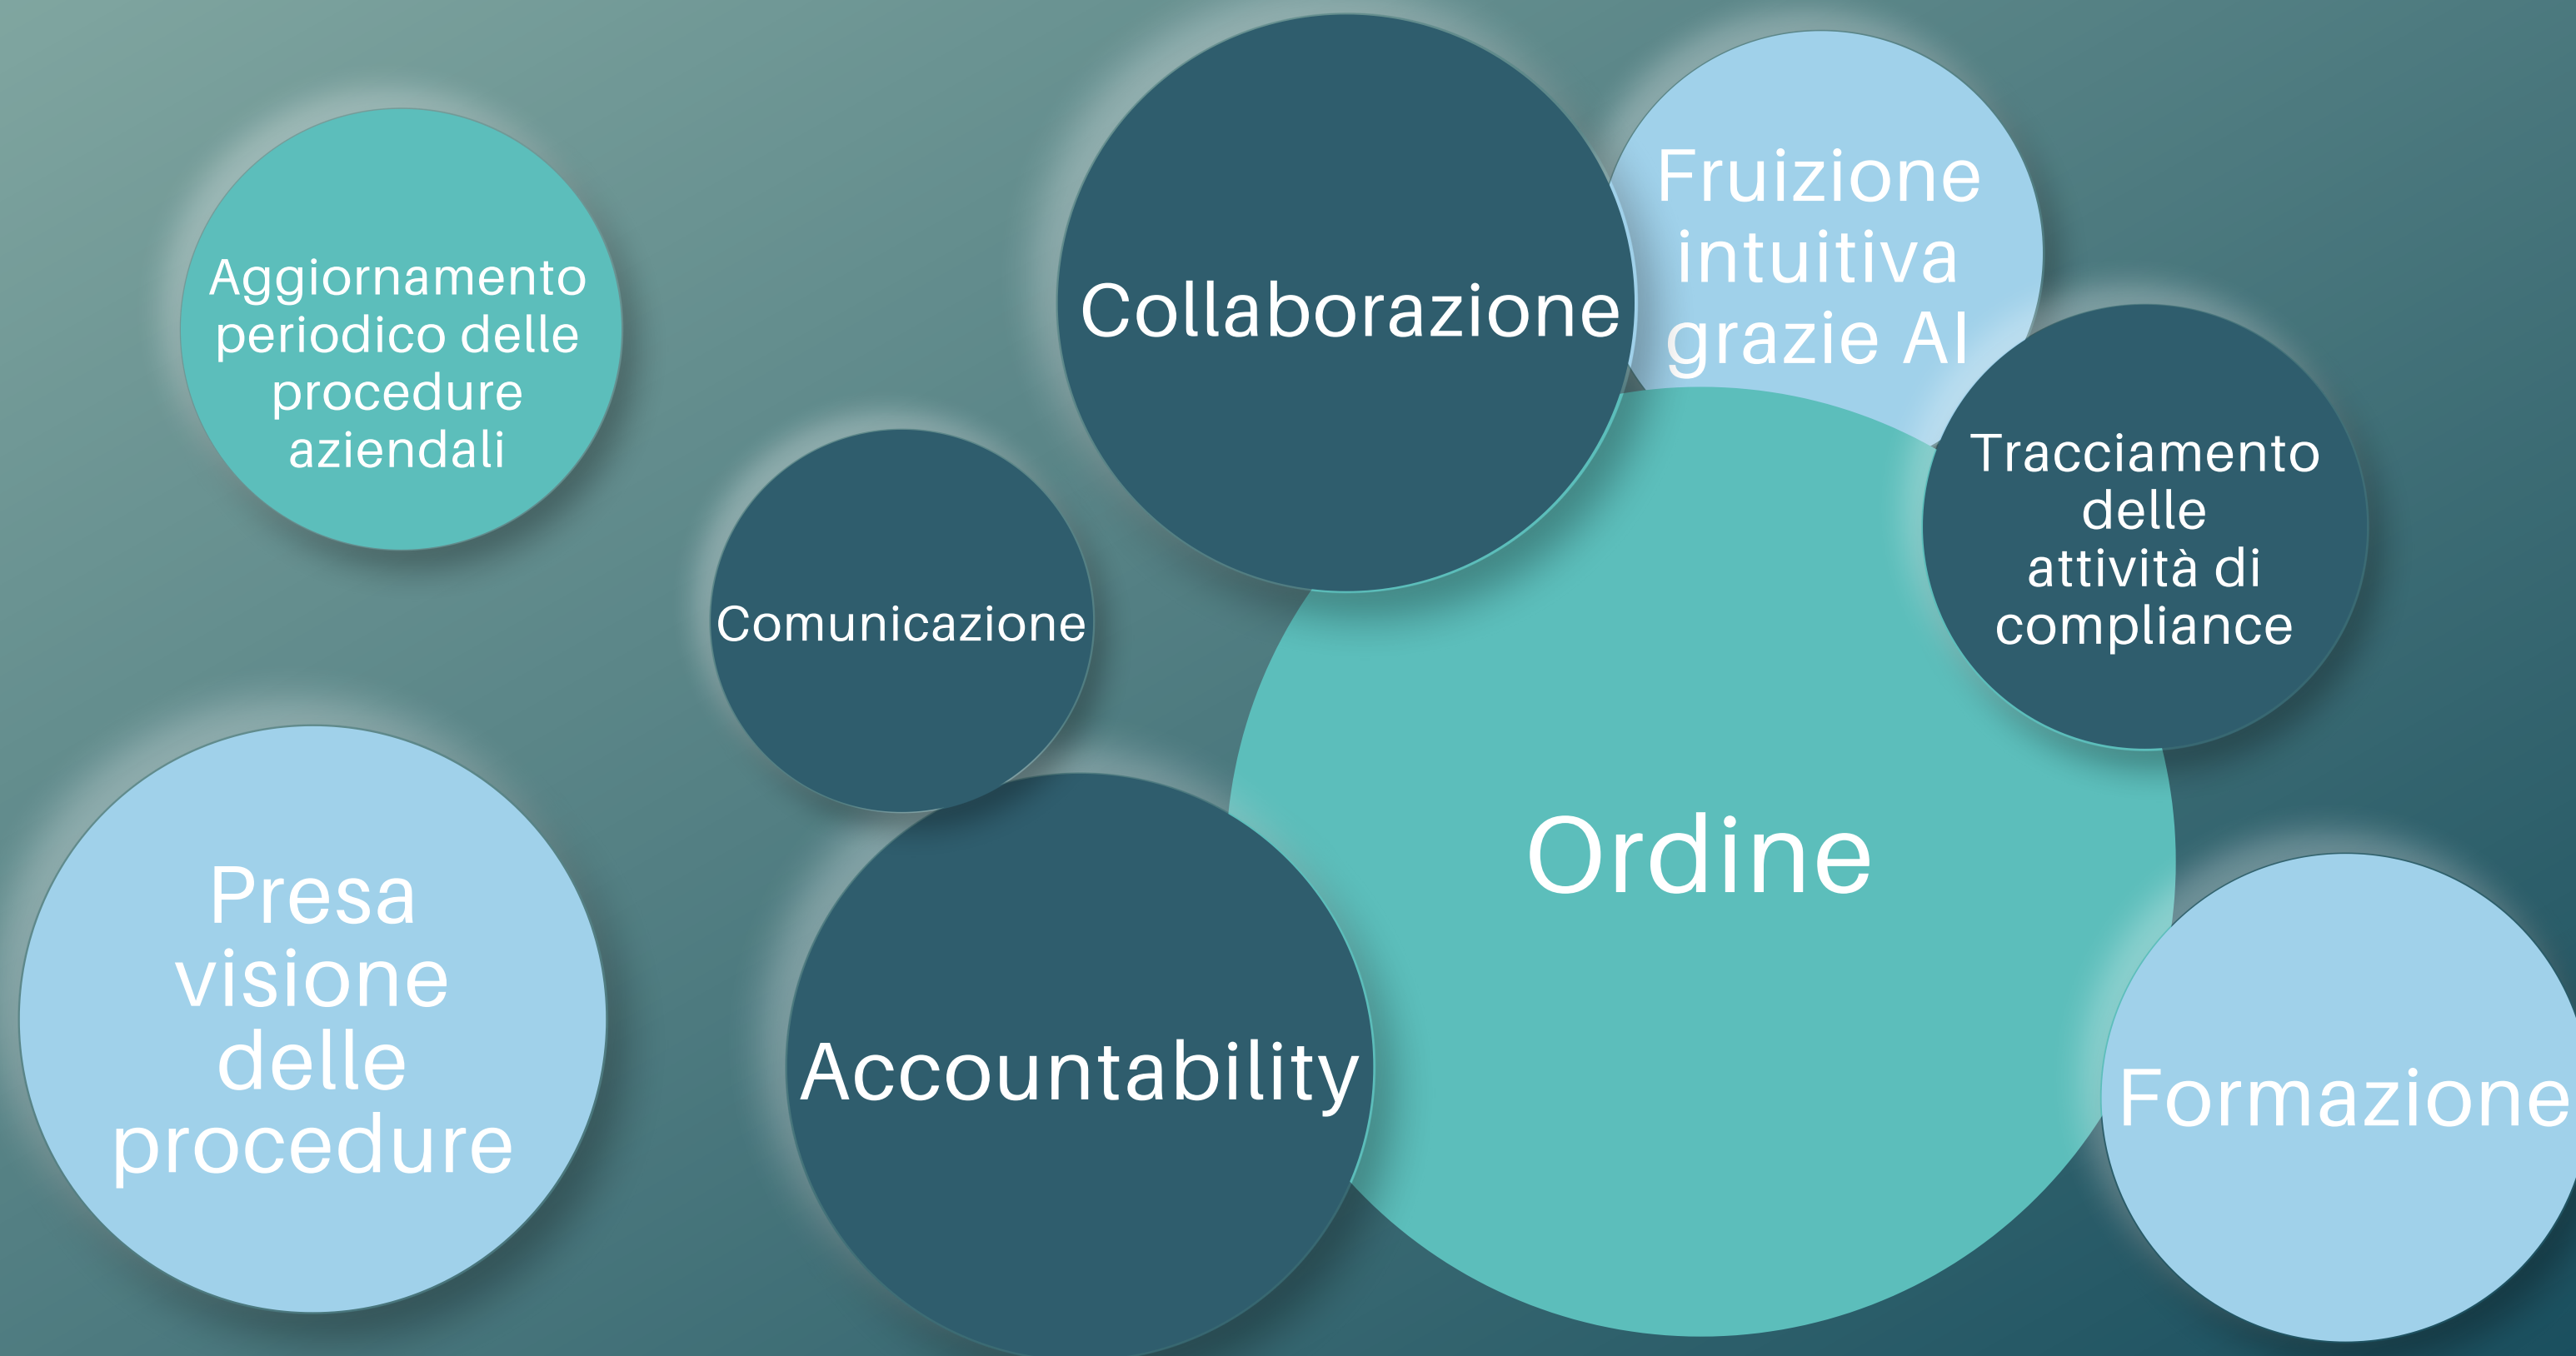 Aggiornamento
periodico delle
procedure
aziendali
Collaborazione
Fruizione
intuitiva
grazie AI
Tracciamento
delle
attività di
compliance
Comunicazione
Ordine
Presa
visione
delle
procedure
Accountability
Formazione